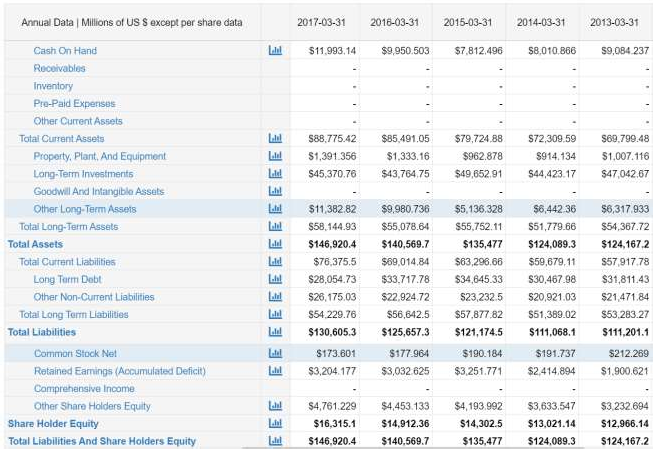 Annual Data | Millions of US $ except per share data 2017-03-31 2016-03-31 2015-03-31 2014-03-31 2013-03-31
Cash On Hand $11,993.14 $9,950.503 $7,812.496 $8,010.866 $9,084.237
Receivables - - - - -
Inventory - - - - -
Pre-Paid Expenses - - - - -
Other Current Assets - - - - -
Total Current Assets $88,775.42 $85,491.05 $79,724.88 $72,309.59 $69,799.48
Property, Plant, And Equipment $1,391.356 $1,333.16 $962.878 $914.134 $1,007.116
Long-Term Investments $45,370.76 $43,764.75 $49,652.91 $44,423.17 $47,042.67
Goodwill And Intangible Assets - - - - -
Other Long-Term Assets $11,382.82 $9,980.736 $5,136.328 $6,442.36 $6,317.933
Total Long-Term Assets $58,144.93 $55,078.64 $55,752.11 $51,779.66 $54,367.72
Total Assets $146,920.4 $140,569.7 $135,477 $124,089.3 $124,167.2
Total Current Liabilities $76,375.5 $69,014.84 $63,296.66 $59,679.11 $57,917.78
Long Term Debt $28,054.73 $33,717.78 $34,645.33 $30,467.98 $31,811.43
Other Non-Current Liabilities $26,175.03 $22,924.72 $23,232.5 $20,921.03 $21,471.84
Total Long Term Liabilities $54,229.76 $56,642.5 $57,877.82 $51,389.02 $53,283.27
Total Liabilities $130,605.3 $125,657.3 $121,174.5 $111,068.1 $111,201.1
Common Stock Net $173.601 $177.964 $190.184 $191.737 $212.269
Retained Earnings (Accumulated Deficit) $3,204.177 $3,032.625 $3,251.771 $2,414.894 $1,900.621
Comprehensive Income - - - - -
Other Share Holders Equity $4,761.229 $4,453.133 $4,193.992 $3,633.547 $3,232.694
Share Holder Equity $16,315.1 $14,912.36 $14,302.5 $13,021.14 $12,966.14
Total Liabilities And Share Holders Equity $146,920.4 $140,569.7 $135,477 $124,089.3 $124,167.2